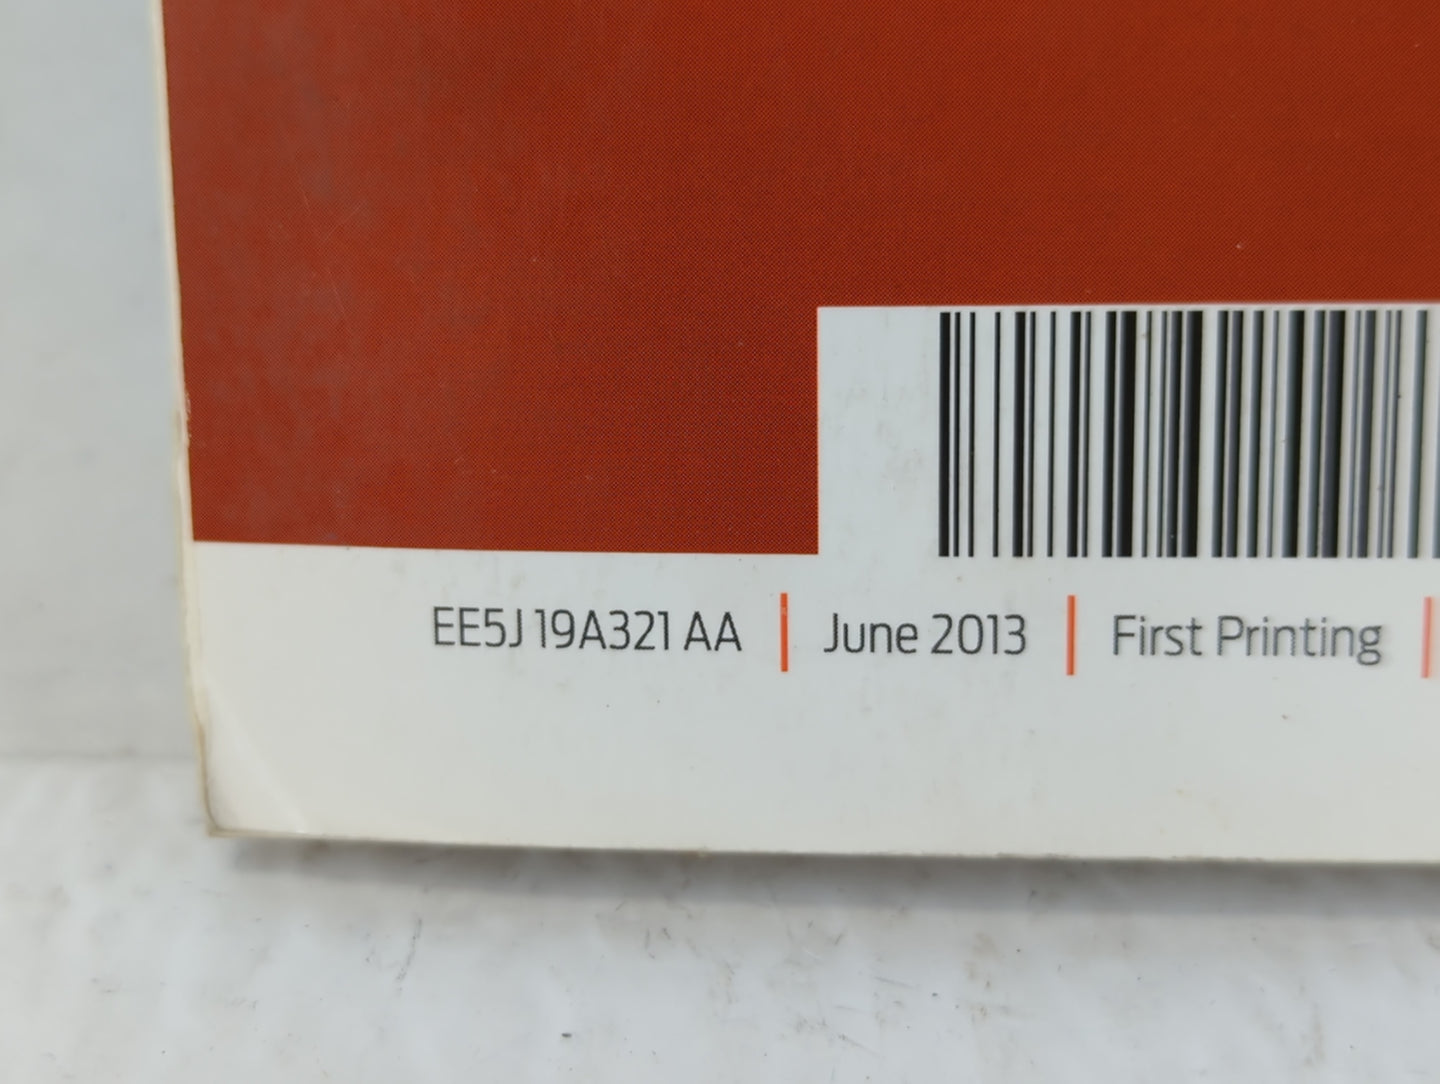 EE5J 19A321 AA | June 2013 | First Printing |